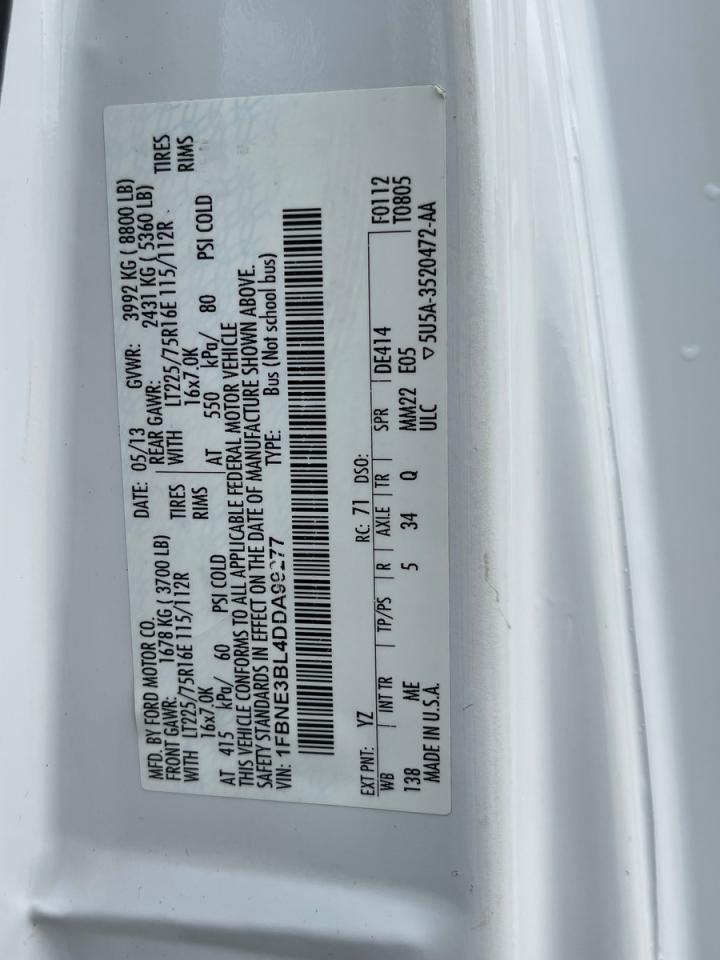 MFD. BY FORD MOTOR CO. DATE: 05/13 GVWR: 3992 KG ( 8800 LB)
FRONT GAWR: 1678 KG ( 3700 LB) REAR GAWR: 2431 KG ( 5360 LB)
WITH LT225/75R16E 115/112R TIRES WITH LT225/75R16E 115/112R TIRES
16x7.0K RIMS 16x7.0K RIMS
AT 415 kPa/ 60 PSI COLD AT 550 kPa/ 80 PSI COLD
THIS VEHICLE CONFORMS TO ALL APPLICABLE FEDERAL MOTOR VEHICLE
SAFETY STANDARDS IN EFFECT ON THE DATE OF MANUFACTURE SHOWN ABOVE.
VIN: 1FBNE3BL4DDA99277 TYPE: Bus (Not school bus)
EXT PNT: YZ RC: 71 DSO: F0112
WB INT TR TP/PS R AXLE TR SPR DE414 T0805
138 ME 5 34 Q MM22 E05
MADE IN U.S.A. ULC ▽5U5A-3520472-AA